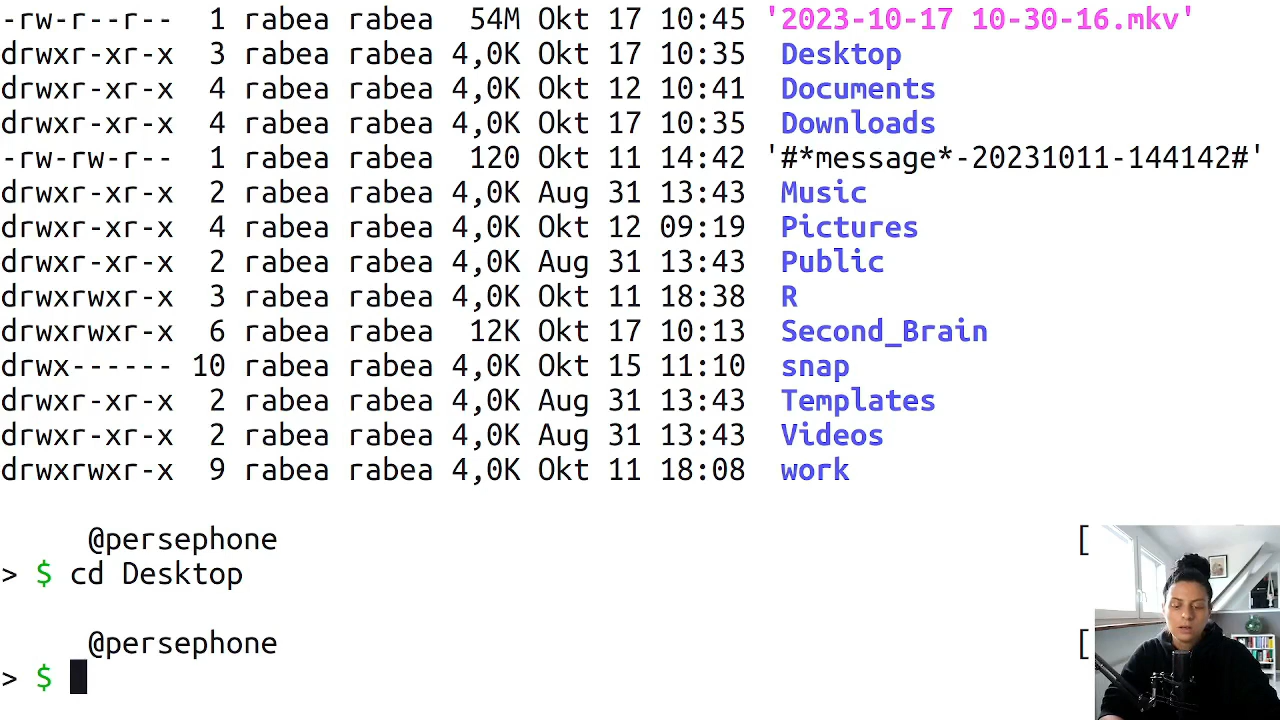 -rw-r--r-- 1 rabea rabea 54M Okt 17 10:45 '2023-10-17 10-30-16.mkv'
drwxr-xr-x 3 rabea rabea 4,0K Okt 17 10:35 Desktop
drwxr-xr-x 4 rabea rabea 4,0K Okt 12 10:41 Documents
drwxr-xr-x 4 rabea rabea 4,0K Okt 17 10:35 Downloads
-rw-rw-r-- 1 rabea rabea 120 Okt 11 14:42 '#*message*-20231011-144142#'
drwxr-xr-x 2 rabea rabea 4,0K Aug 31 13:43 Music
drwxr-xr-x 4 rabea rabea 4,0K Okt 12 09:19 Pictures
drwxr-xr-x 2 rabea rabea 4,0K Aug 31 13:43 Public
drwxrwxr-x 3 rabea rabea 4,0K Okt 11 18:38 R
drwxrwxr-x 6 rabea rabea 12K Okt 17 10:13 Second_Brain
drwx------ 10 rabea rabea 4,0K Okt 15 11:10 snap
drwxr-xr-x 2 rabea rabea 4,0K Aug 31 13:43 Templates
drwxr-xr-x 2 rabea rabea 4,0K Aug 31 13:43 Videos
drwxrwxr-x 9 rabea rabea 4,0K Okt 11 18:08 work
@persephone [
> $ cd Desktop
@persephone [
> $